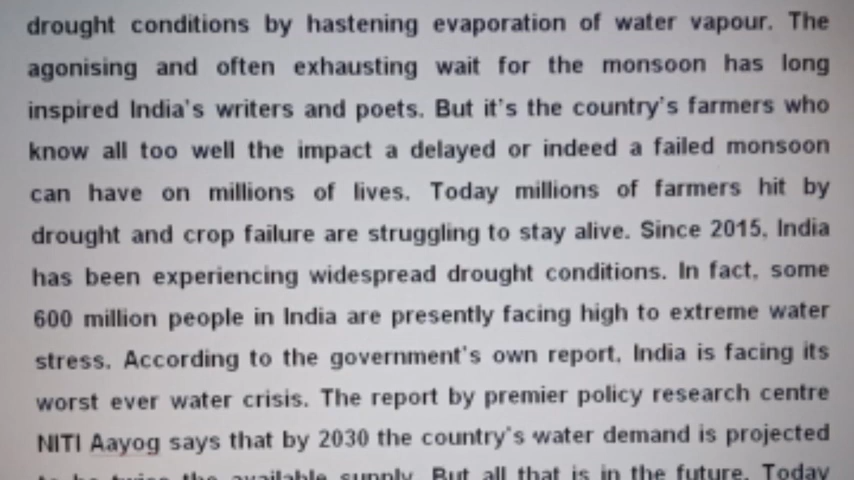 drought conditions by hastening evaporation of water vapour. The
agonising and often exhausting wait for the monsoon has long
inspired India's writers and poets. But it's the country's farmers who
know all too well the impact a delayed or indeed a failed monsoon
can have on millions of lives. Today millions of farmers hit by
drought and crop failure are struggling to stay alive. Since 2015, India
has been experiencing widespread drought conditions. In fact, some
600 million people in India are presently facing high to extreme water
stress. According to the government's own report, India is facing its
worst ever water crisis. The report by premier policy research centre
NITI Aayog says that by 2030 the country's water demand is projected
to be twice the available supply. But all that is in the future. Today